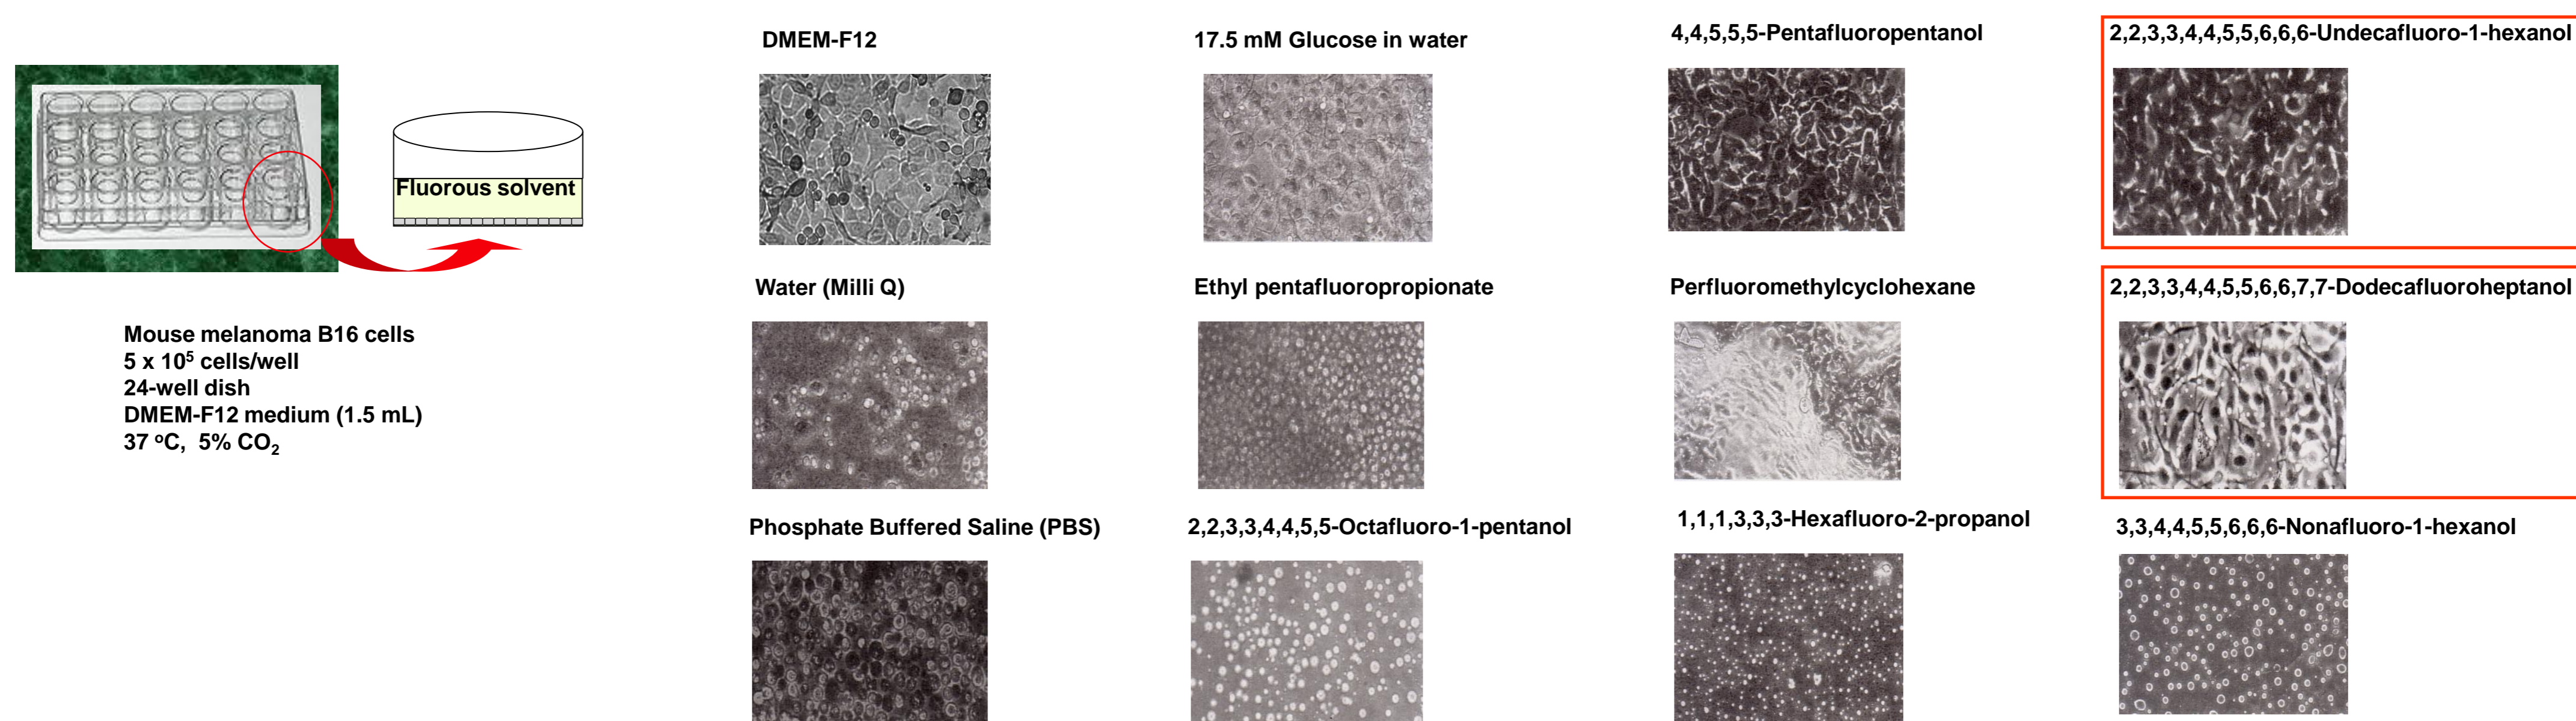 Fluorous solvent
Mouse melanoma B16 cells
5 x 10⁵ cells/well
24-well dish
DMEM-F12 medium (1.5 mL)
37 ºC, 5% CO₂
DMEM-F12
17.5 mM Glucose in water
4,4,5,5,5-Pentafluoropentanol
2,2,3,3,4,4,5,5,6,6,6-Undecafluoro-1-hexanol
Water (Milli Q)
Ethyl pentafluoropropionate
Perfluoromethylcyclohexane
2,2,3,3,4,4,5,5,6,6,7,7-Dodecafluoroheptanol
Phosphate Buffered Saline (PBS)
2,2,3,3,4,4,5,5-Octafluoro-1-pentanol
1,1,1,3,3,3-Hexafluoro-2-propanol
3,3,4,4,5,5,6,6,6-Nonafluoro-1-hexanol